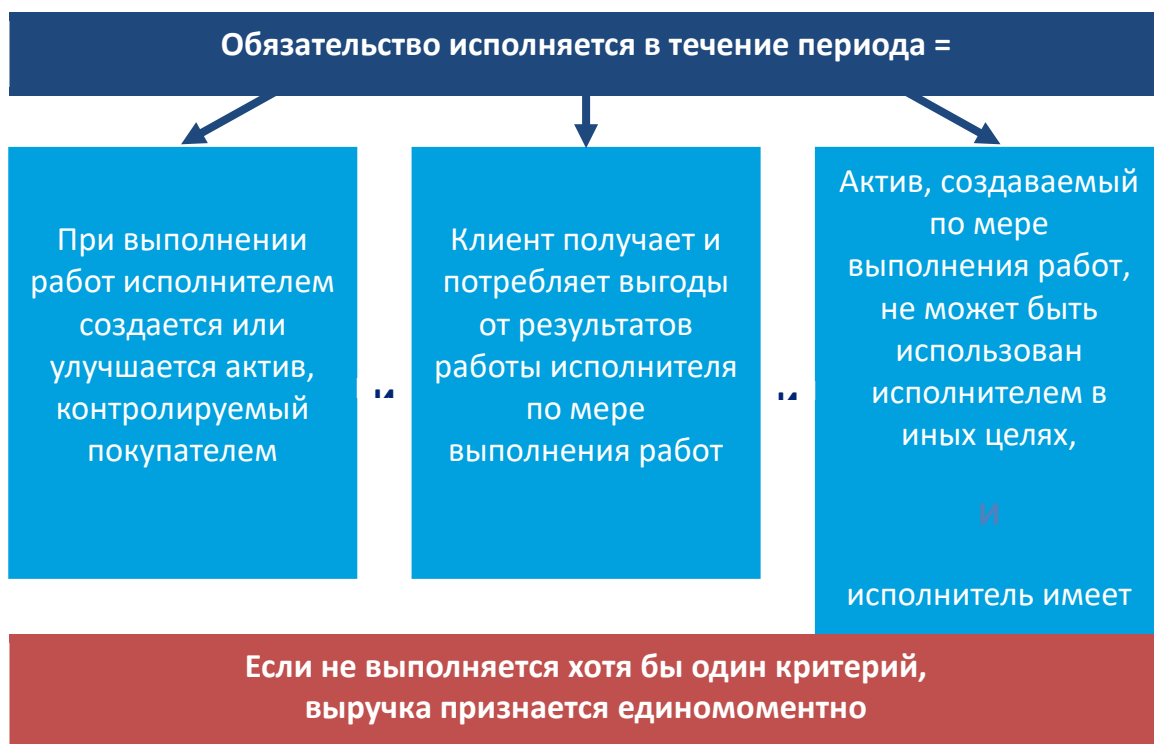 Обязательство исполняется в течение периода =
При выполнении
работ исполнителем
создается или
улучшается актив,
контролируемый
покупателем
и
Клиент получает и
потребляет выгоды
от результатов
работы исполнителя
по мере
выполнения работ
и
Актив, создаваемый
по мере
выполнения работ,
не может быть
использован
исполнителем в
иных целях,
и
исполнитель имеет
Если не выполняется хотя бы один критерий,
выручка признается единомоментно